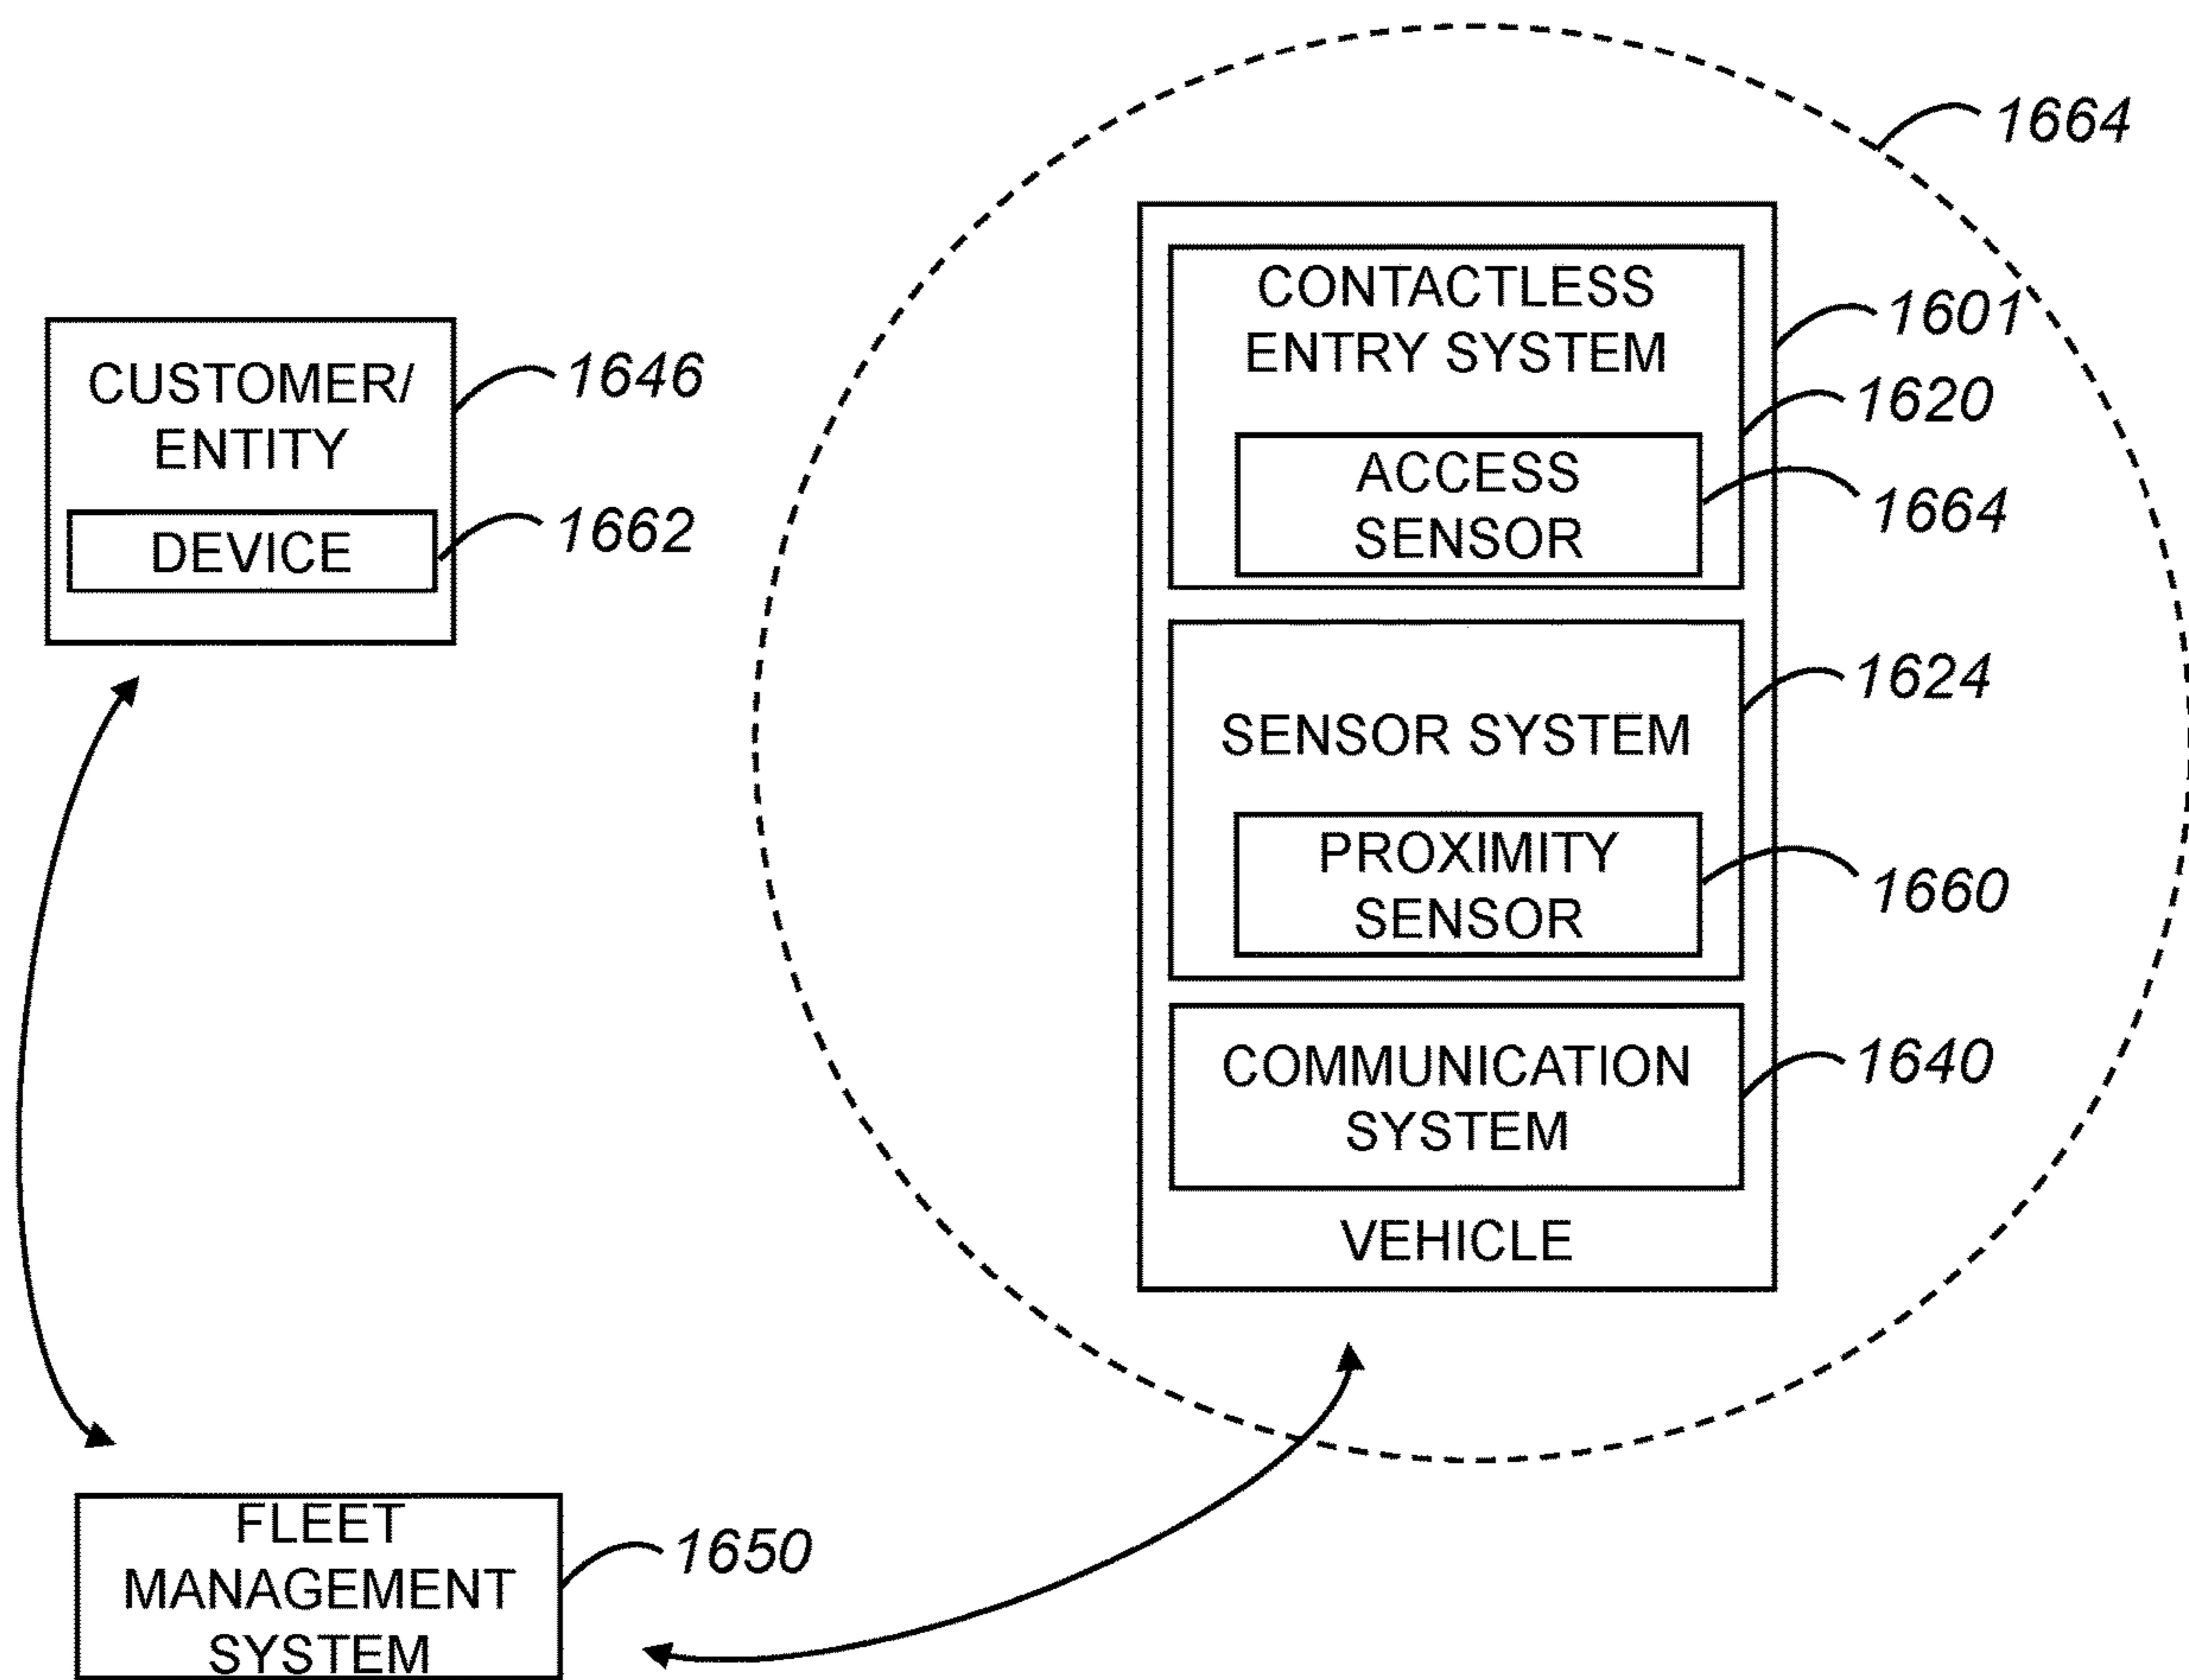 1664
CONTACTLESS
ENTRY SYSTEM
1601
1620
ACCESS
SENSOR
1664
CUSTOMER/
ENTITY
1646
DEVICE
1662
SENSOR SYSTEM
1624
PROXIMITY
SENSOR
1660
COMMUNICATION
SYSTEM
1640
VEHICLE
FLEET
MANAGEMENT
SYSTEM
1650